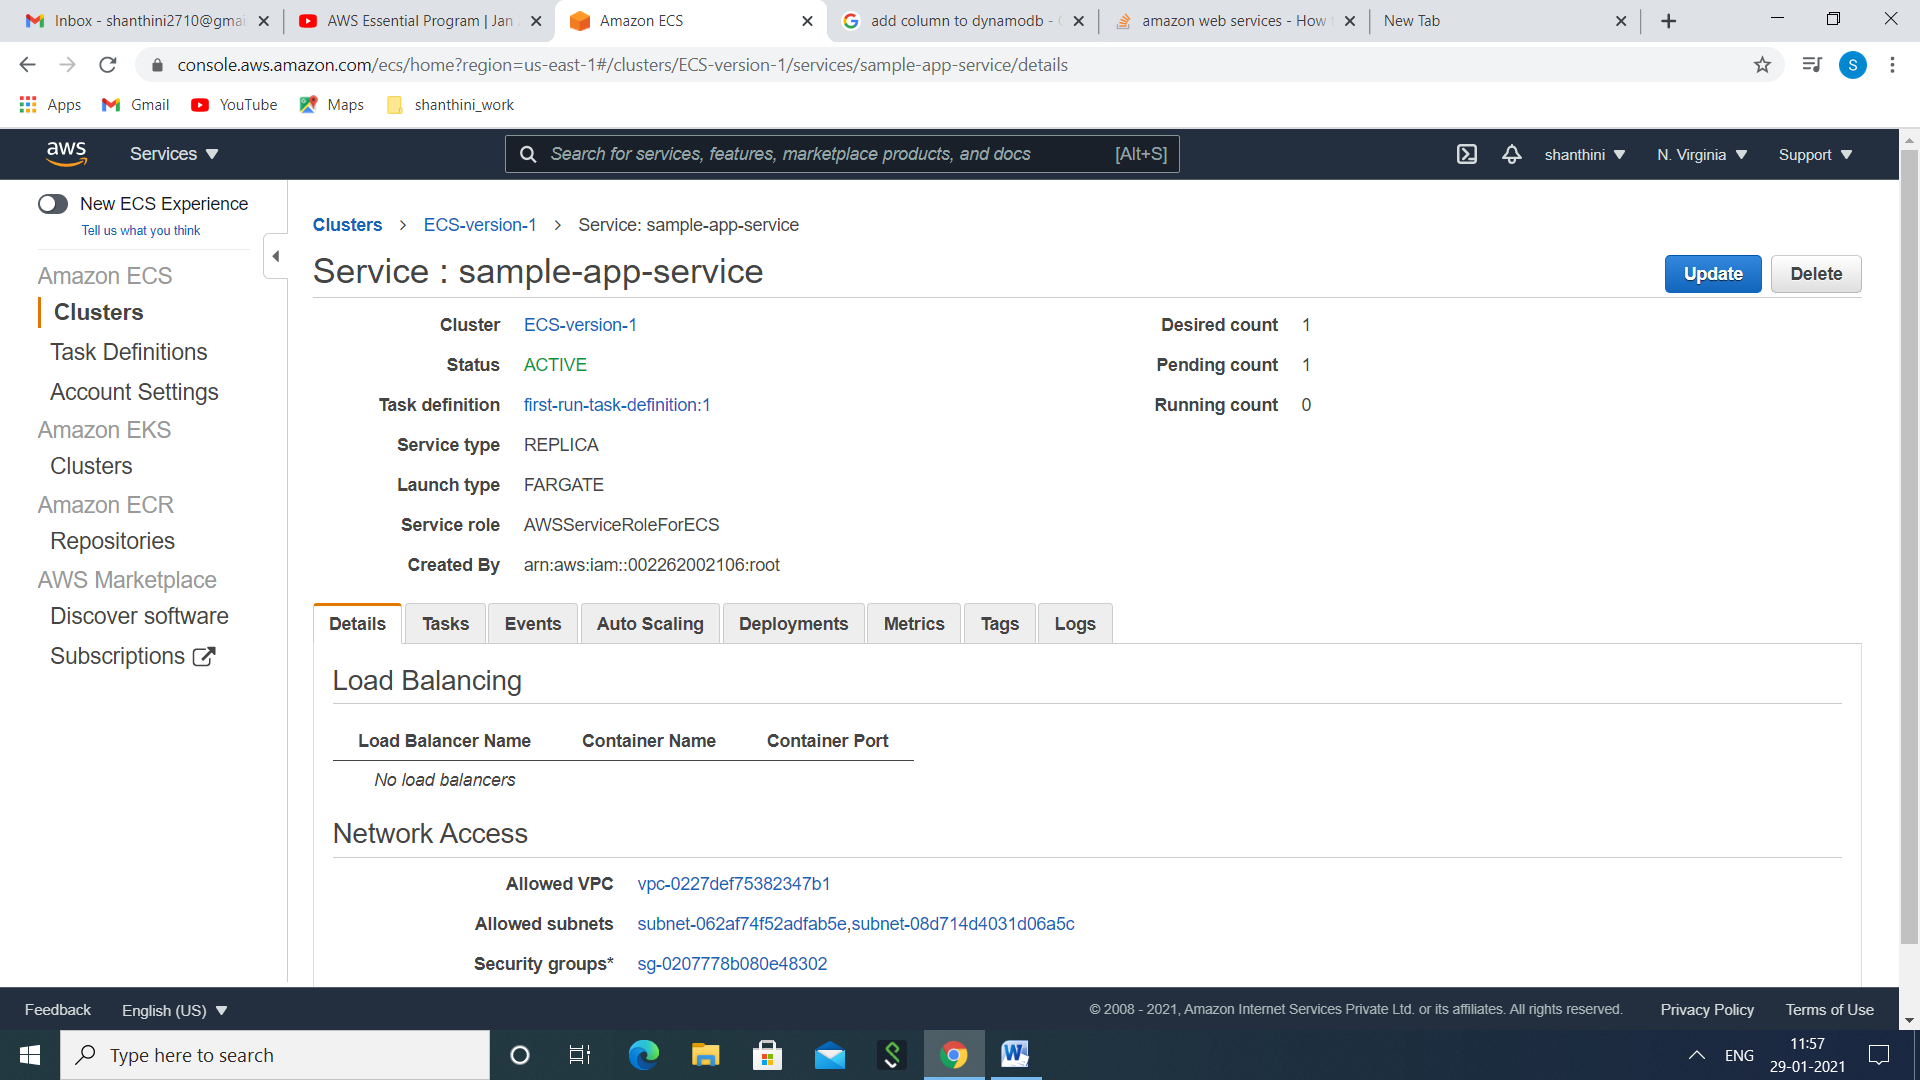 Inbox - shanthini2710@gmai
AWS Essential Program | Jan
Amazon ECS
add column to dynamodb -
amazon web services - How
New Tab
console.aws.amazon.com/ecs/home?region=us-east-1#/clusters/ECS-version-1/services/sample-app-service/details
S
Apps
Gmail
YouTube
Maps
shanthini_work
aws
Services
Search for services, features, marketplace products, and docs
[Alt+S]
shanthini
N. Virginia
Support
New ECS Experience
Tell us what you think
Amazon ECS
Clusters
Task Definitions
Account Settings
Amazon EKS
Clusters
Amazon ECR
Repositories
AWS Marketplace
Discover software
Subscriptions
Clusters > ECS-version-1 > Service: sample-app-service
Service : sample-app-service
Update
Delete
Cluster ECS-version-1
Status ACTIVE
Task definition first-run-task-definition:1
Service type REPLICA
Launch type FARGATE
Service role AWSServiceRoleForECS
Created By arn:aws:iam::002262002106:root
Desired count 1
Pending count 1
Running count 0
Details
Tasks
Events
Auto Scaling
Deployments
Metrics
Tags
Logs
Load Balancing
Load Balancer Name Container Name Container Port
No load balancers
Network Access
Allowed VPC vpc-0227def75382347b1
Allowed subnets subnet-062af74f52adfab5e,subnet-08d714d4031d06a5c
Security groups* sg-0207778b080e48302
Feedback
English (US)
© 2008 - 2021, Amazon Internet Services Private Ltd. or its affiliates. All rights reserved.
Privacy Policy
Terms of Use
Type here to search
ENG
11:57
29-01-2021